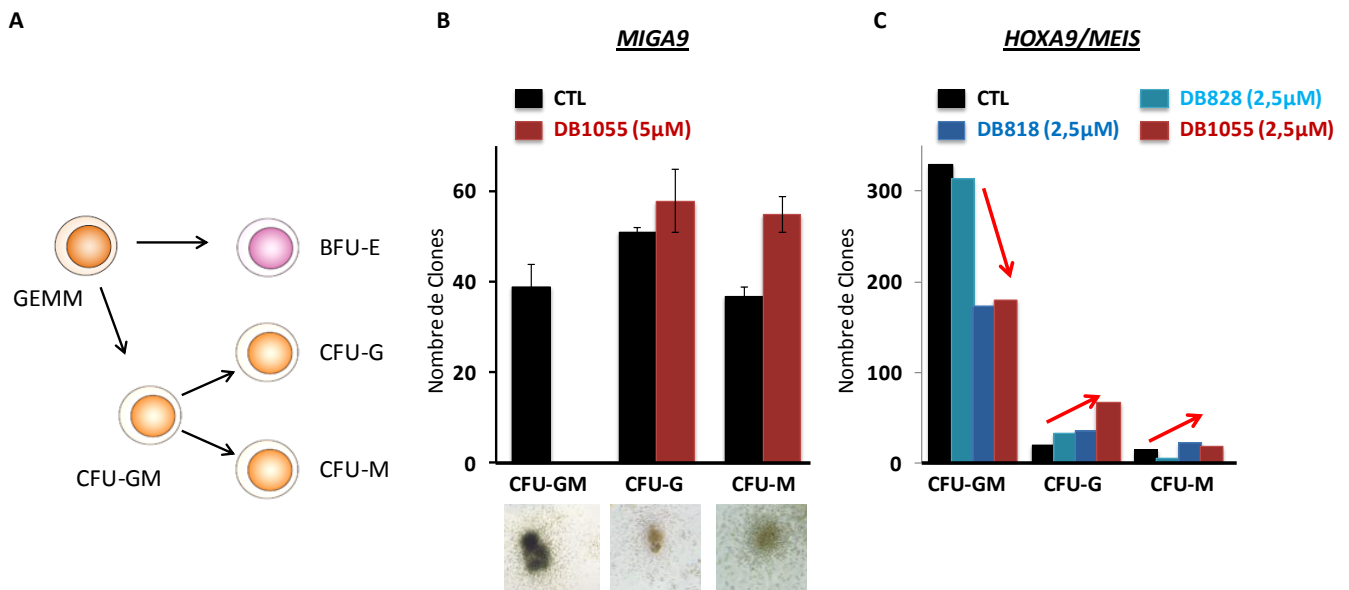 A
GEMM
BFU-E
CFU-G
CFU-GM
CFU-M
B
MIGA9
CTL
DB1055 (5µM)
Nombre de Clones
60
40
20
0
CFU-GM CFU-G CFU-M
C
HOXA9/MEIS
CTL DB828 (2,5µM)
DB818 (2,5µM) DB1055 (2,5µM)
Nombre de Clones
300
200
100
0
CFU-GM CFU-G CFU-M